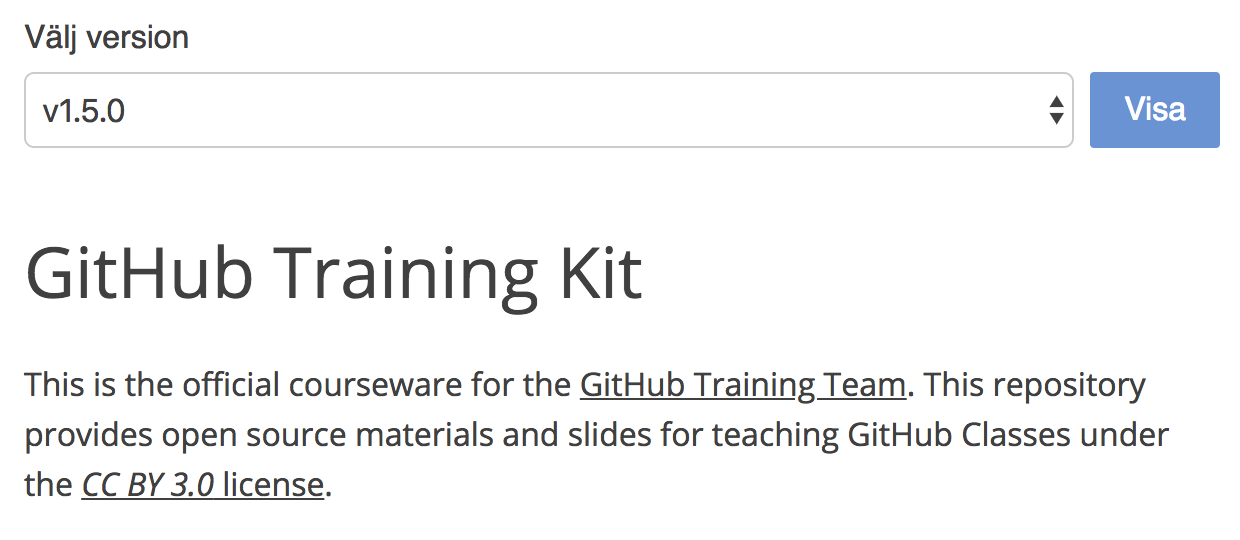 Välj version
v1.5.0
Visa
GitHub Training Kit
This is the official courseware for the GitHub Training Team. This repository
provides open source materials and slides for teaching GitHub Classes under
the CC BY 3.0 license.